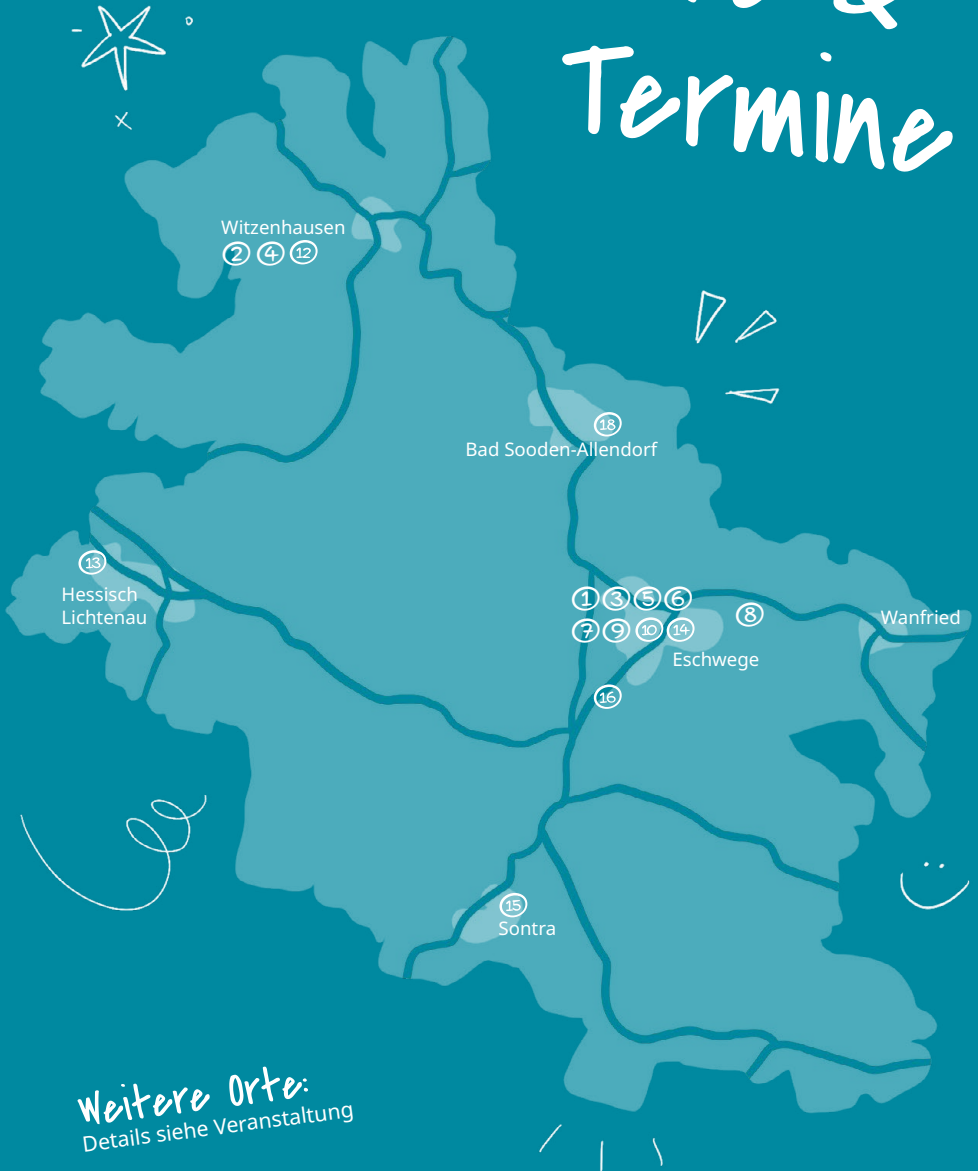 &
Termine
Witzenhausen
2 4 12
18
Bad Sooden-Allendorf
13
Hessisch
Lichtenau
1 3 5 6
8
7 9 10 14
Wanfried
Eschwege
16
15
Sontra
Weitere Orte:
Details siehe Veranstaltung